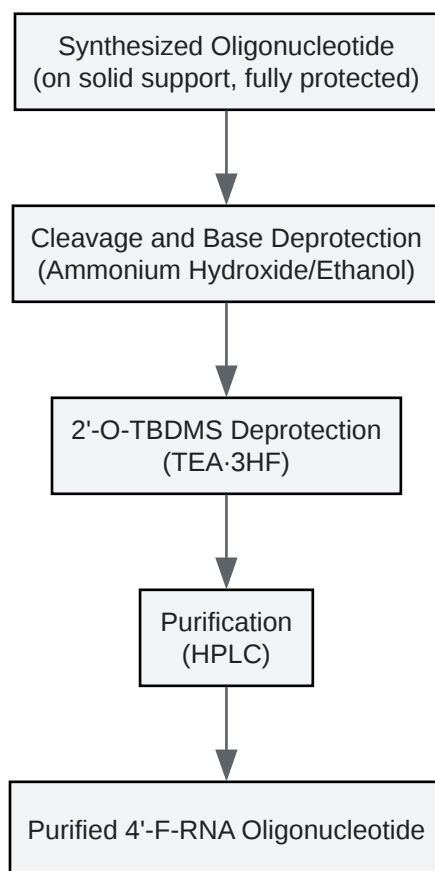 Synthesized Oligonucleotide
(on solid support, fully protected)
Cleavage and Base Deprotection
(Ammonium Hydroxide/Ethanol)
2'-O-TBDMS Deprotection
(TEA·3HF)
Purification
(HPLC)
Purified 4'-F-RNA Oligonucleotide